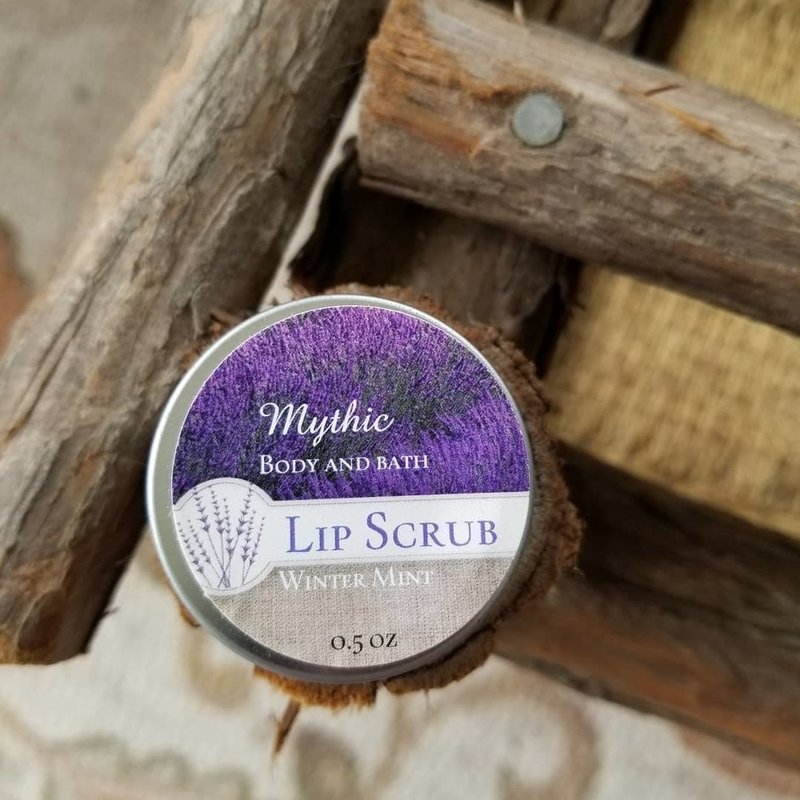 Mythic
Body and bath
Lip Scrub
Winter Mint
0.5 oz